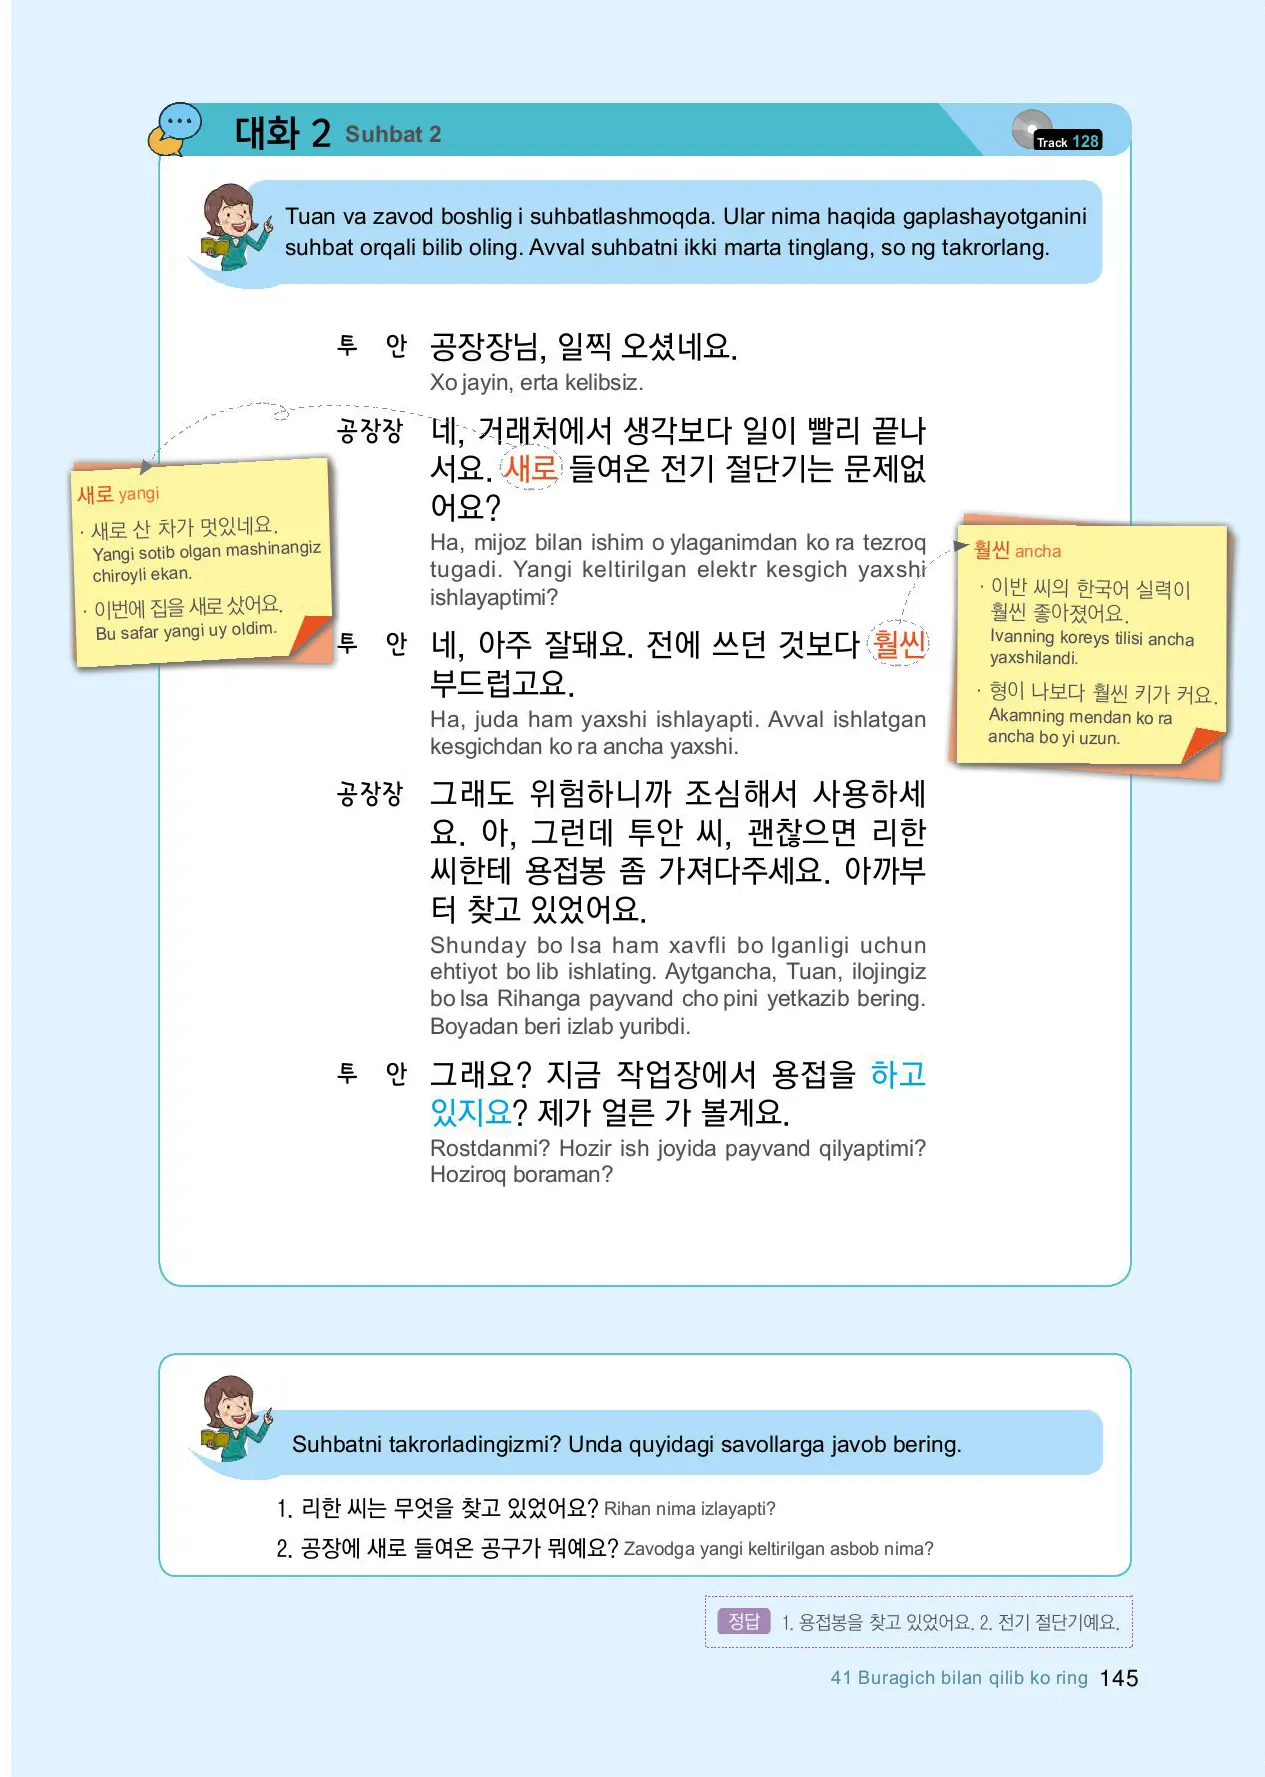 대화 2 Suhbat 2
Track 128
Tuan va zavod boshlig i suhbatlashmoqda. Ular nima haqida gaplashayotganini
suhbat orqali bilib oling. Avval suhbatni ikki marta tinglang, so ng takrorlang.
투 안 공장장님, 일찍 오셨네요.
Xo jayin, erta kelibsiz.
공장장 네, 거래처에서 생각보다 일이 빨리 끝나
서요. 새로 들여온 전기 절단기는 문제없
어요?
Ha, mijoz bilan ishim o ylaganimdan ko ra tezroq
tugadi. Yangi keltirilgan elektr kesgich yaxshi
ishlayaptimi?
새로 yangi
· 새로 산 차가 멋있네요.
Yangi sotib olgan mashinangiz
chiroyli ekan.
· 이번에 집을 새로 샀어요.
Bu safar yangi uy oldim.
투 안 네, 아주 잘돼요. 전에 쓰던 것보다 훨씬
부드럽고요.
Ha, juda ham yaxshi ishlayapti. Avval ishlatgan
kesgichdan ko ra ancha yaxshi.
훨씬 ancha
· 이반 씨의 한국어 실력이
훨씬 좋아졌어요.
Ivanning koreys tilisi ancha
yaxshilandi.
· 형이 나보다 훨씬 키가 커요.
Akamning mendan ko ra
ancha bo yi uzun.
공장장 그래도 위험하니까 조심해서 사용하세
요. 아, 그런데 투안 씨, 괜찮으면 리한
씨한테 용접봉 좀 가져다주세요. 아까부
터 찾고 있었어요.
Shunday bo lsa ham xavfli bo lganligi uchun
ehtiyot bo lib ishlating. Aytgancha, Tuan, ilojingiz
bo lsa Rihanga payvand cho pini yetkazib bering.
Boyadan beri izlab yuribdi.
투 안 그래요? 지금 작업장에서 용접을 하고
있지요? 제가 얼른 가 볼게요.
Rostdanmi? Hozir ish joyida payvand qilyaptimi?
Hoziroq boraman?
Suhbatni takrorladingizmi? Unda quyidagi savollarga javob bering.
1. 리한 씨는 무엇을 찾고 있었어요? Rihan nima izlayapti?
2. 공장에 새로 들여온 공구가 뭐예요? Zavodga yangi keltirilgan asbob nima?
정답 1. 용접봉을 찾고 있었어요. 2. 전기 절단기예요.
41 Buragich bilan qilib ko ring 145